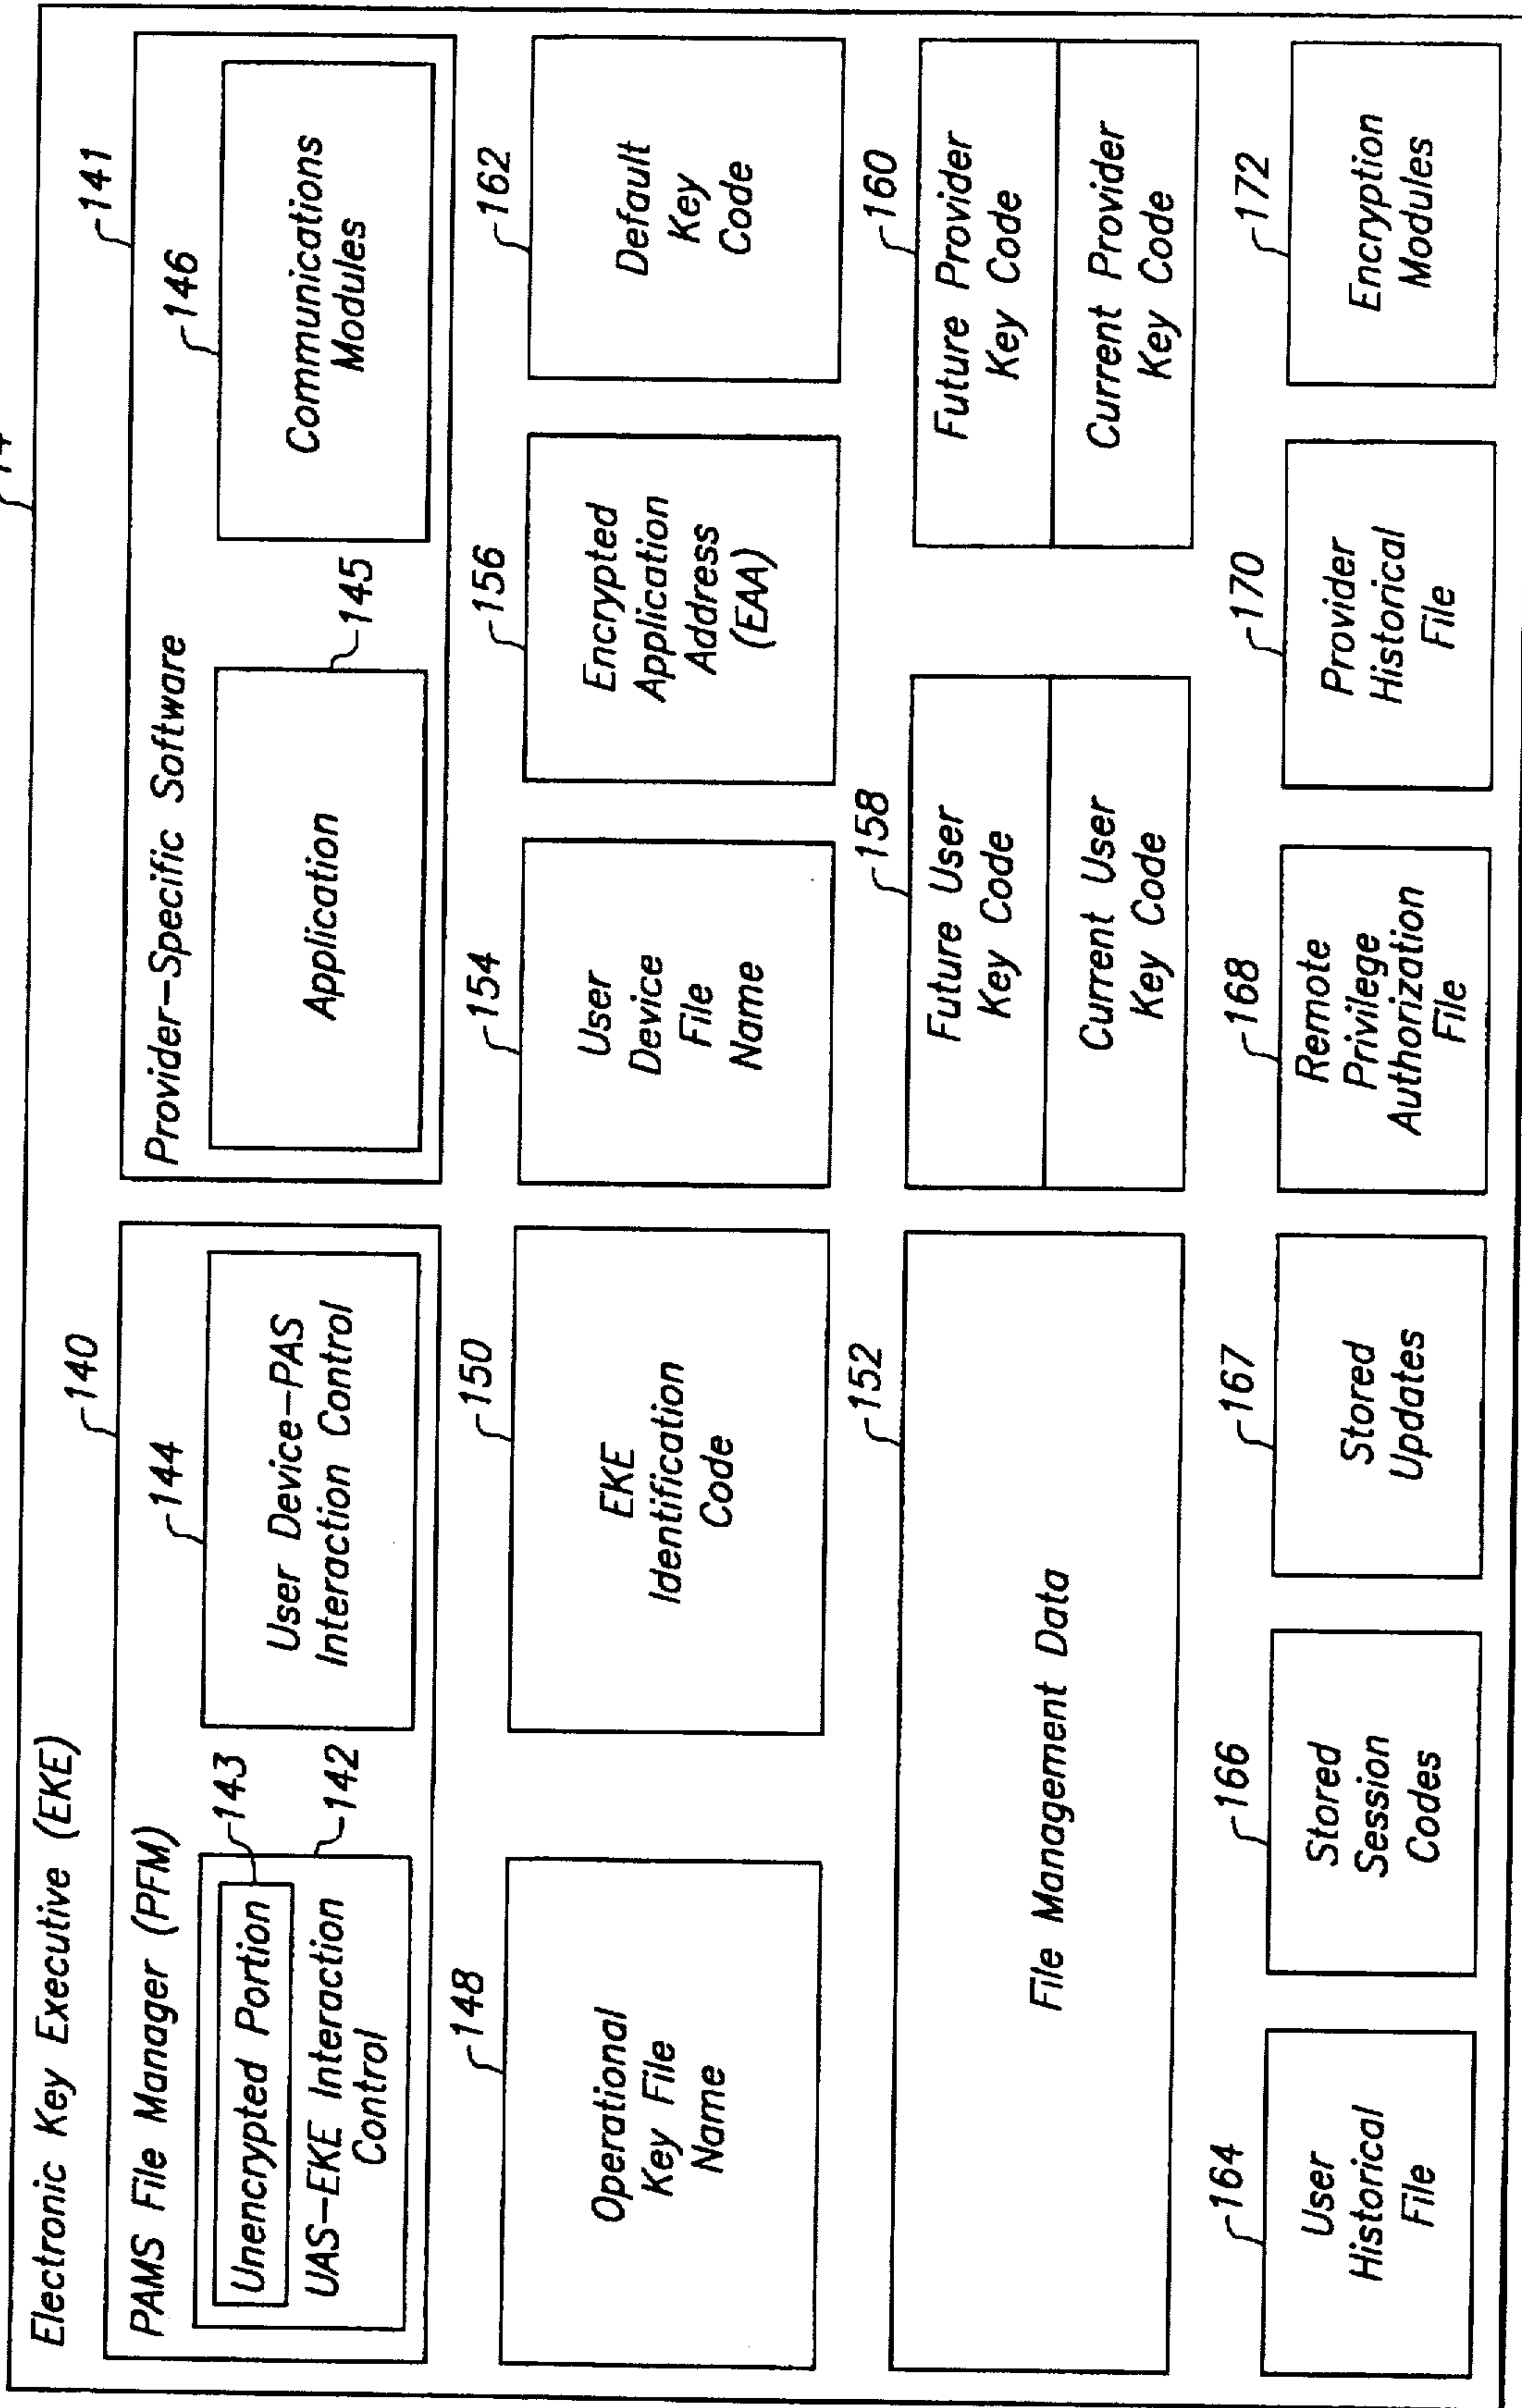 Electronic Key Executive (EKE)
140
141
PAMS File Manager (PFM)
143
142
Unencrypted Portion
UAS-EKE Interaction
Control
144
User Device-PAS
Interaction Control
Provider-Specific Software
145
Application
146
Communications
Modules
148
Operational
Key File
Name
150
EKE
Identification
Code
154
User
Device
File
Name
156
Encrypted
Application
Address
(EAA)
162
Default
Key
Code
152
File Management Data
158
Future User
Key Code
Current User
Key Code
160
Future Provider
Key Code
Current Provider
Key Code
164
User
Historical
File
166
Stored
Session
Codes
167
Stored
Updates
168
Remote
Privilege
Authorization
File
170
Provider
Historical
File
172
Encryption
Modules